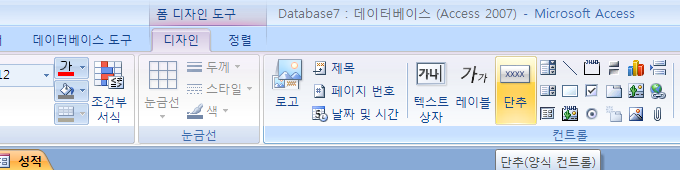 폼 디자인 도구
Database7 : 데이터베이스 (Access 2007) - Microsoft Access
데이터베이스 도구
디자인
정렬
12
가
조건부
서식
눈금선
두께
스타일
색
눈금선
로고
제목
페이지 번호
날짜 및 시간
가나
텍스트
상자
가가
레이블
xxxx
단추
컨트롤
성적
단추(양식 컨트롤)